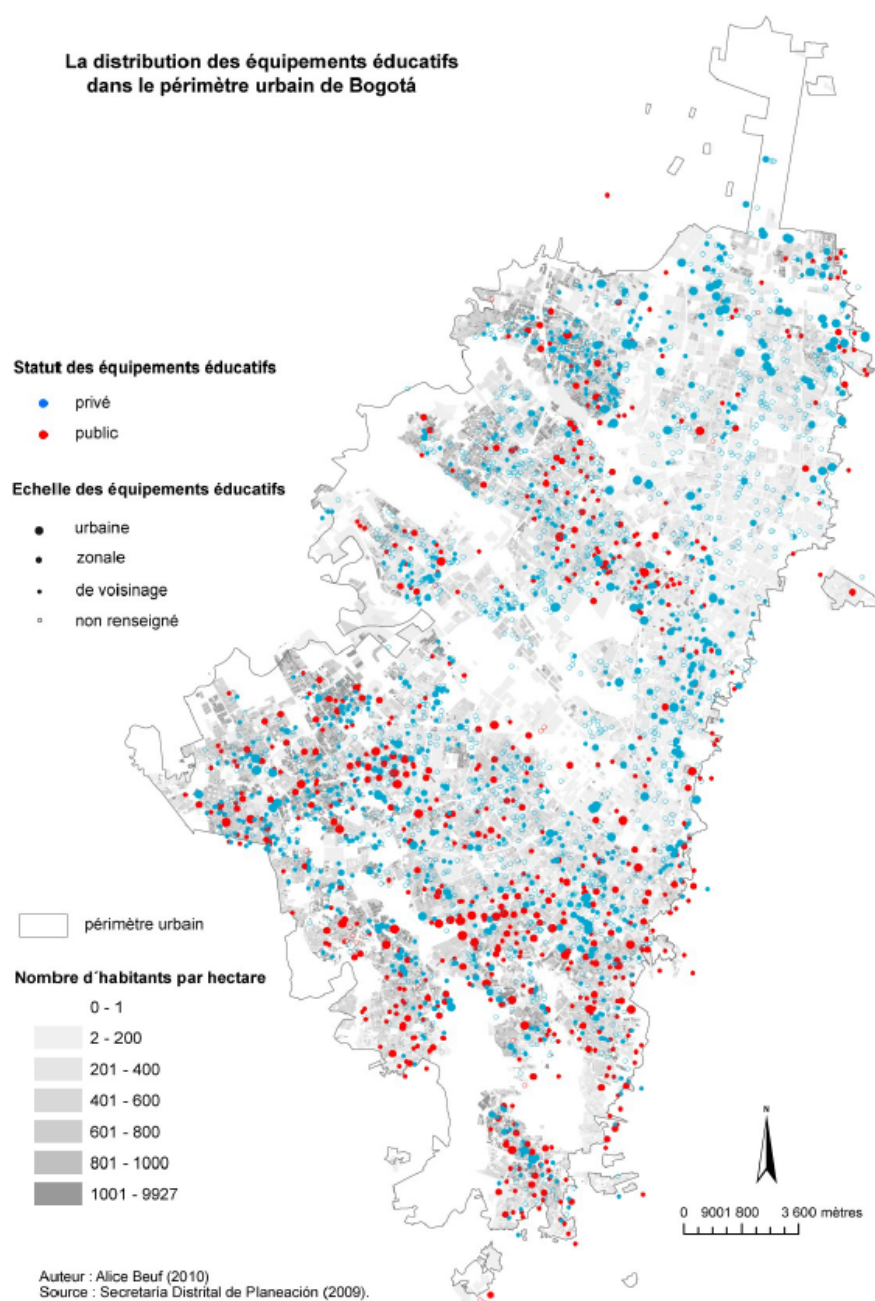 La distribution des équipements éducatifs
dans le périmètre urbain de Bogotá
Statut des équipements éducatifs
privé
public
Echelle des équipements éducatifs
urbaine
zonale
de voisinage
non renseigné
périmètre urbain
Nombre d´habitants par hectare
0 - 1
2 - 200
201 - 400
401 - 600
601 - 800
801 - 1000
1001 - 9927
N
0 9001 800 3 600 mètres
Auteur : Alice Beuf (2010)
Source : Secretaría Distrital de Planeación (2009).